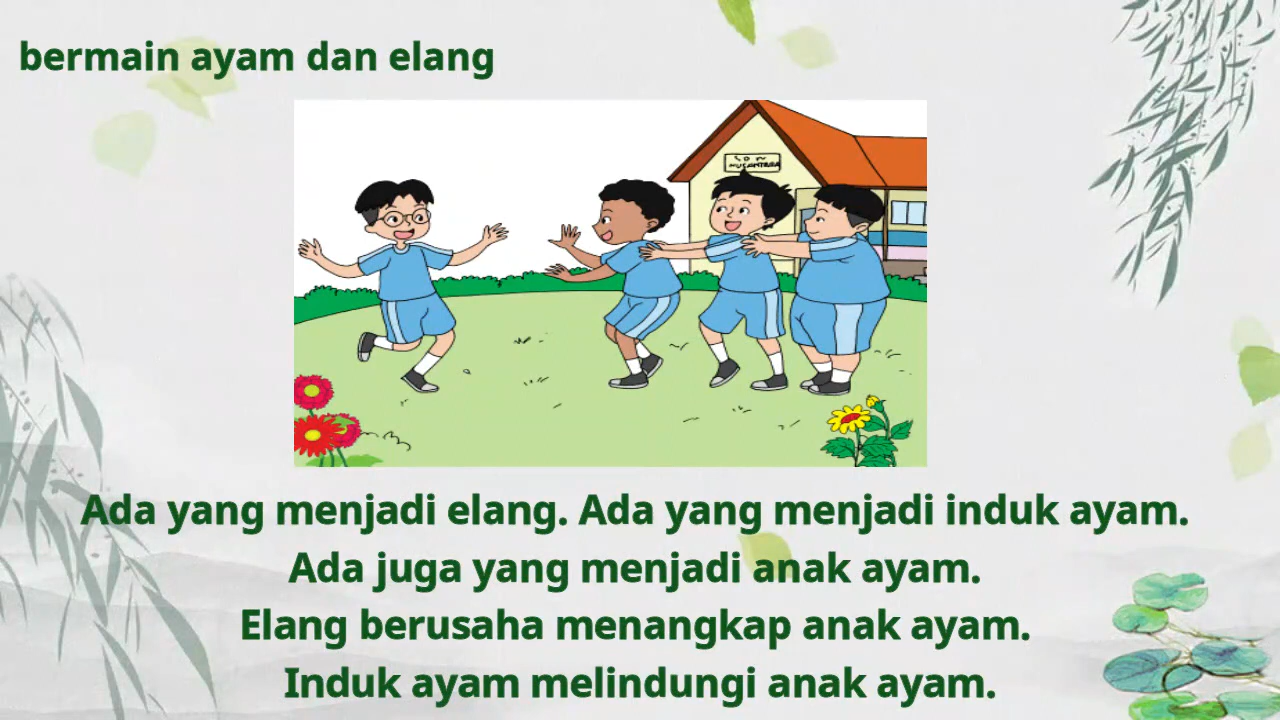 bermain ayam dan elang
NUSANTARA
Ada yang menjadi elang. Ada yang menjadi induk ayam.
Ada juga yang menjadi anak ayam.
Elang berusaha menangkap anak ayam.
Induk ayam melindungi anak ayam.